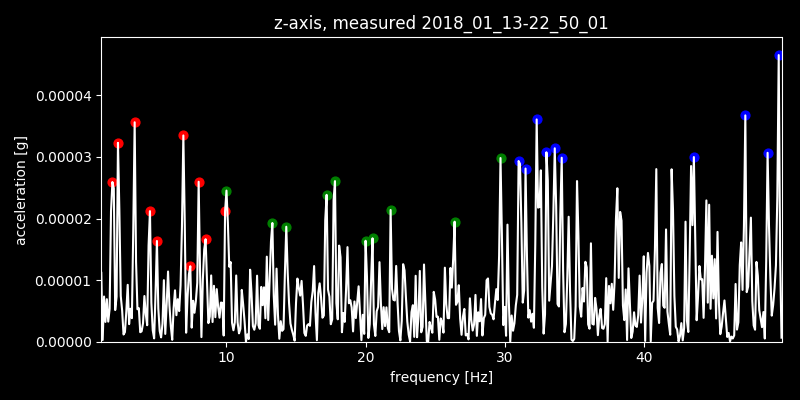 z-axis, measured 2018_01_13-22_50_01
acceleration [g]
0.00004
0.00003
0.00002
0.00001
0.00000
10 20 30 40
frequency [Hz]